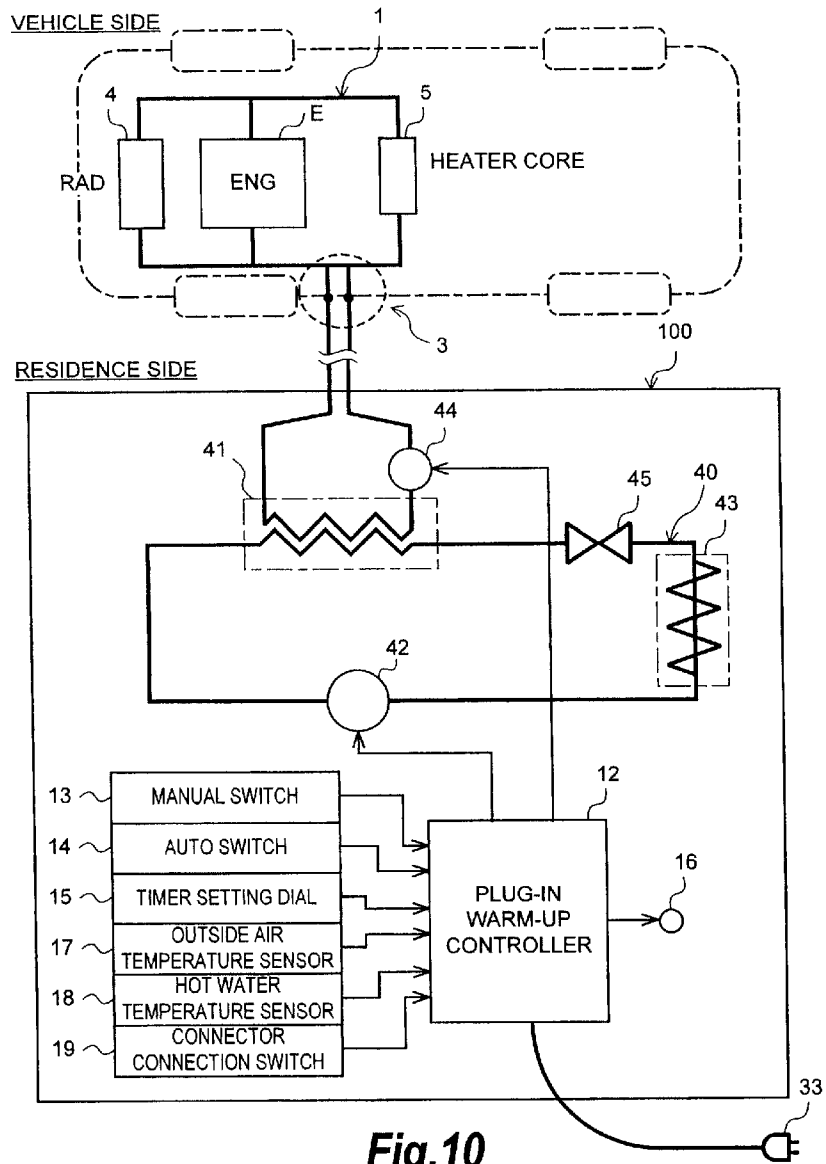 VEHICLE SIDE
1
4
E
5
RAD
ENG
HEATER CORE
3
100
RESIDENCE SIDE
44
41
45
40
43
42
12
13
MANUAL SWITCH
14
AUTO SWITCH
15
TIMER SETTING DIAL
17
OUTSIDE AIR
TEMPERATURE SENSOR
18
HOT WATER
TEMPERATURE SENSOR
19
CONNECTOR
CONNECTION SWITCH
PLUG-IN
WARM-UP
CONTROLLER
16
33
Fig.10